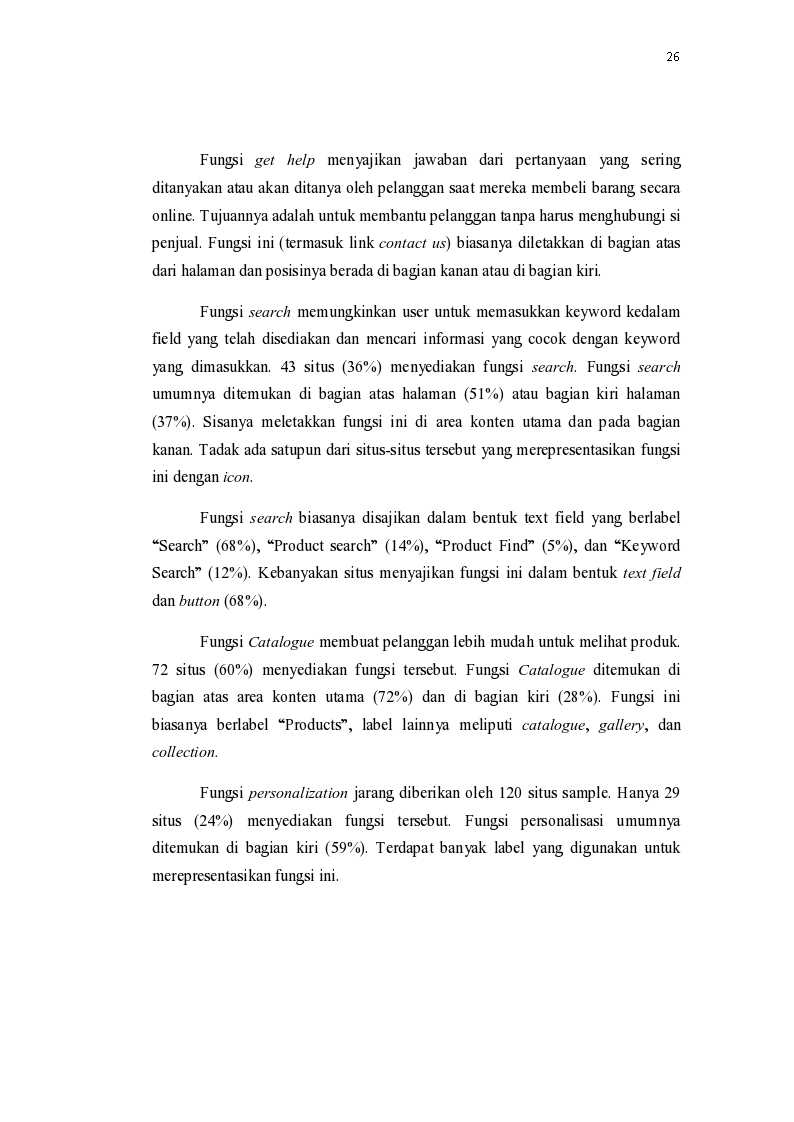 26
Fungsi get help menyajikan jawaban dari pertanyaan yang sering
ditanyakan atau akan ditanya oleh pelanggan saat mereka membeli barang secara
online. Tujuannya adalah untuk membantu pelanggan tanpa harus menghubungi si
penjual. Fungsi ini (termasuk link contact us) biasanya diletakkan di bagian atas
dari halaman dan posisinya berada di bagian kanan atau di bagian kiri.
Fungsi search memungkinkan user untuk memasukkan keyword kedalam
field yang telah disediakan dan mencari informasi yang cocok dengan keyword
yang dimasukkan. 43 situs (36%) menyediakan fungsi search. Fungsi search
umumnya ditemukan di bagian atas halaman (51%) atau bagian kiri halaman
(37%). Sisanya meletakkan fungsi ini di area konten utama dan pada bagian
kanan. Tadak ada satupun dari situs-situs tersebut yang merepresentasikan fungsi
ini dengan icon.
Fungsi search biasanya disajikan dalam bentuk text field yang berlabel
“Search” (68%), “Product search” (14%), “Product Find” (5%), dan “Keyword
Search” (12%). Kebanyakan situs menyajikan fungsi ini dalam bentuk text field
dan button (68%).
Fungsi Catalogue membuat pelanggan lebih mudah untuk melihat produk.
72 situs (60%) menyediakan fungsi tersebut. Fungsi Catalogue ditemukan di
bagian atas area konten utama (72%) dan di bagian kiri (28%). Fungsi ini
biasanya berlabel “Products”, label lainnya meliputi catalogue, gallery, dan
collection.
Fungsi personalization jarang diberikan oleh 120 situs sample. Hanya 29
situs (24%) menyediakan fungsi tersebut. Fungsi personalisasi umumnya
ditemukan di bagian kiri (59%). Terdapat banyak label yang digunakan untuk
merepresentasikan fungsi ini.